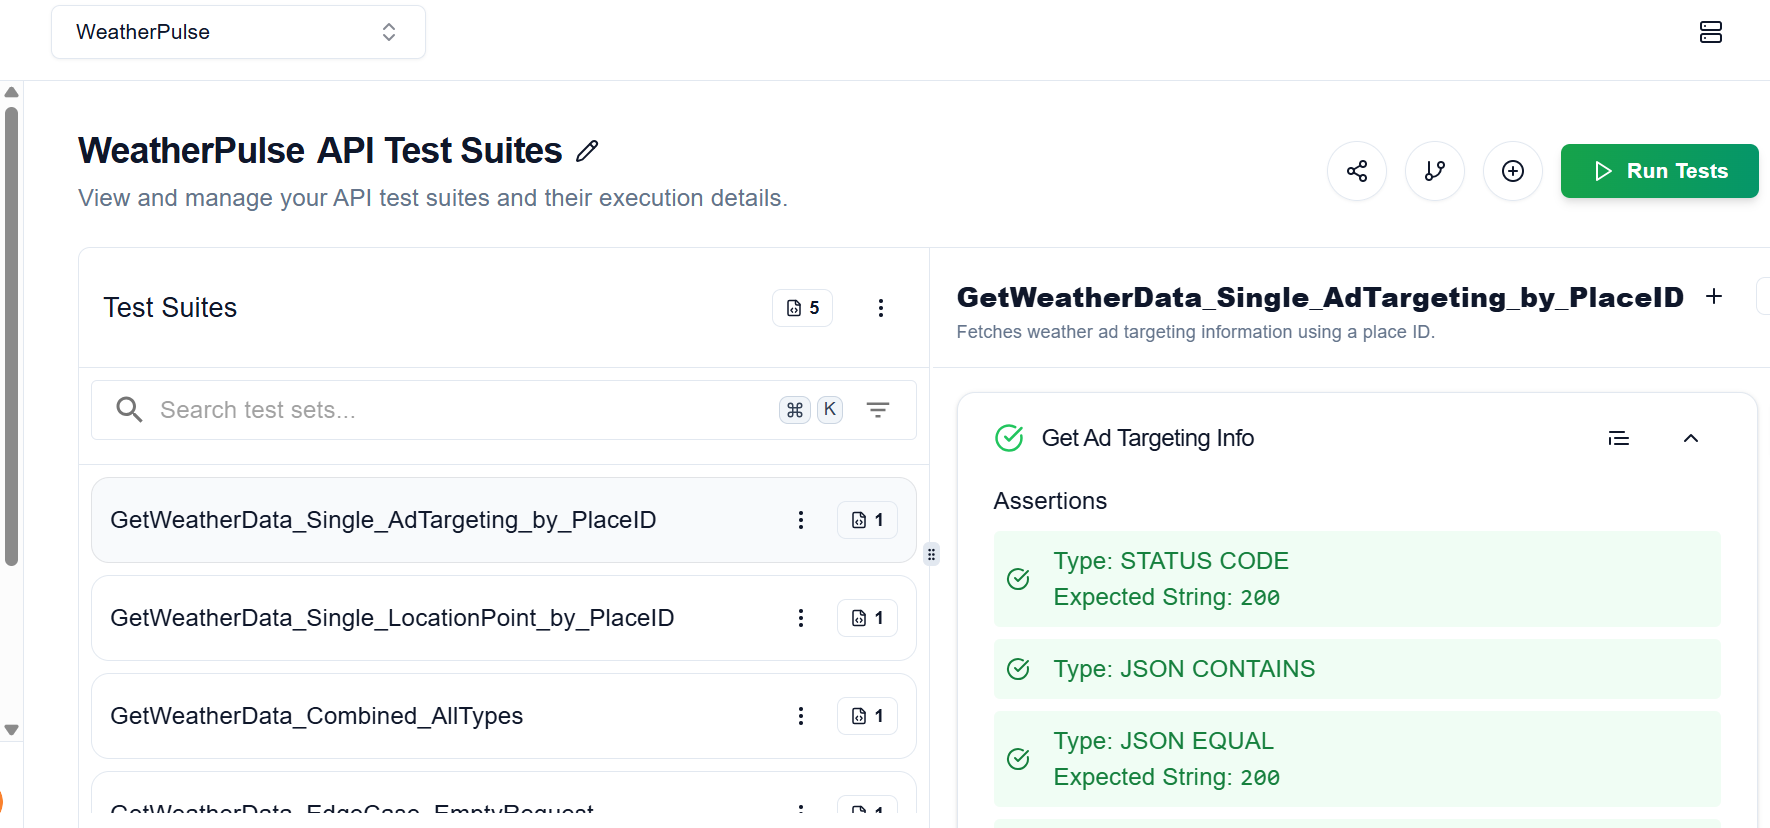 WeatherPulse
WeatherPulse API Test Suites
View and manage your API test suites and their execution details.
Run Tests
Test Suites
5
Search test sets...
⌘ K
GetWeatherData_Single_AdTargeting_by_PlaceID
1
GetWeatherData_Single_LocationPoint_by_PlaceID
1
GetWeatherData_Combined_AllTypes
1
GetWeatherData_EdgeCase_EmptyRequest
1
GetWeatherData_Single_AdTargeting_by_PlaceID
Fetches weather ad targeting information using a place ID.
Get Ad Targeting Info
Assertions
Type: STATUS CODE
Expected String: 200
Type: JSON CONTAINS
Type: JSON EQUAL
Expected String: 200